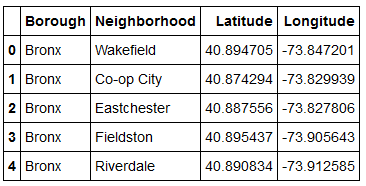 Borough Neighborhood Latitude Longitude
0 Bronx Wakefield 40.894705 -73.847201
1 Bronx Co-op City 40.874294 -73.829939
2 Bronx Eastchester 40.887556 -73.827806
3 Bronx Fieldston 40.895437 -73.905643
4 Bronx Riverdale 40.890834 -73.912585